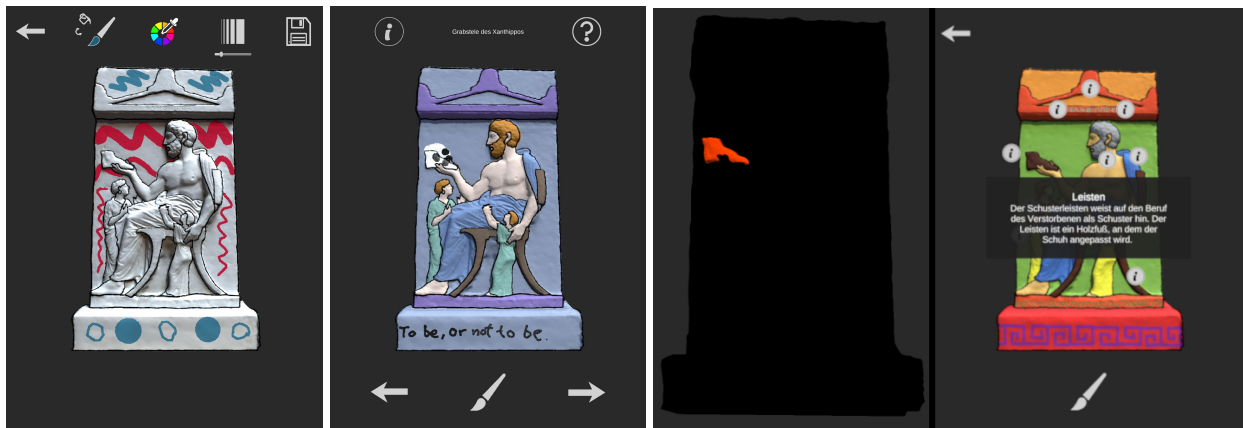 Grabstele des Xanthippos
To be, or not to be.
Leisten
Der Schusterleisten weist auf den Beruf
des Verstorbenen als Schuster hin. Der
Leisten ist ein Holzfuß, an dem der
Schuh angepasst wird.